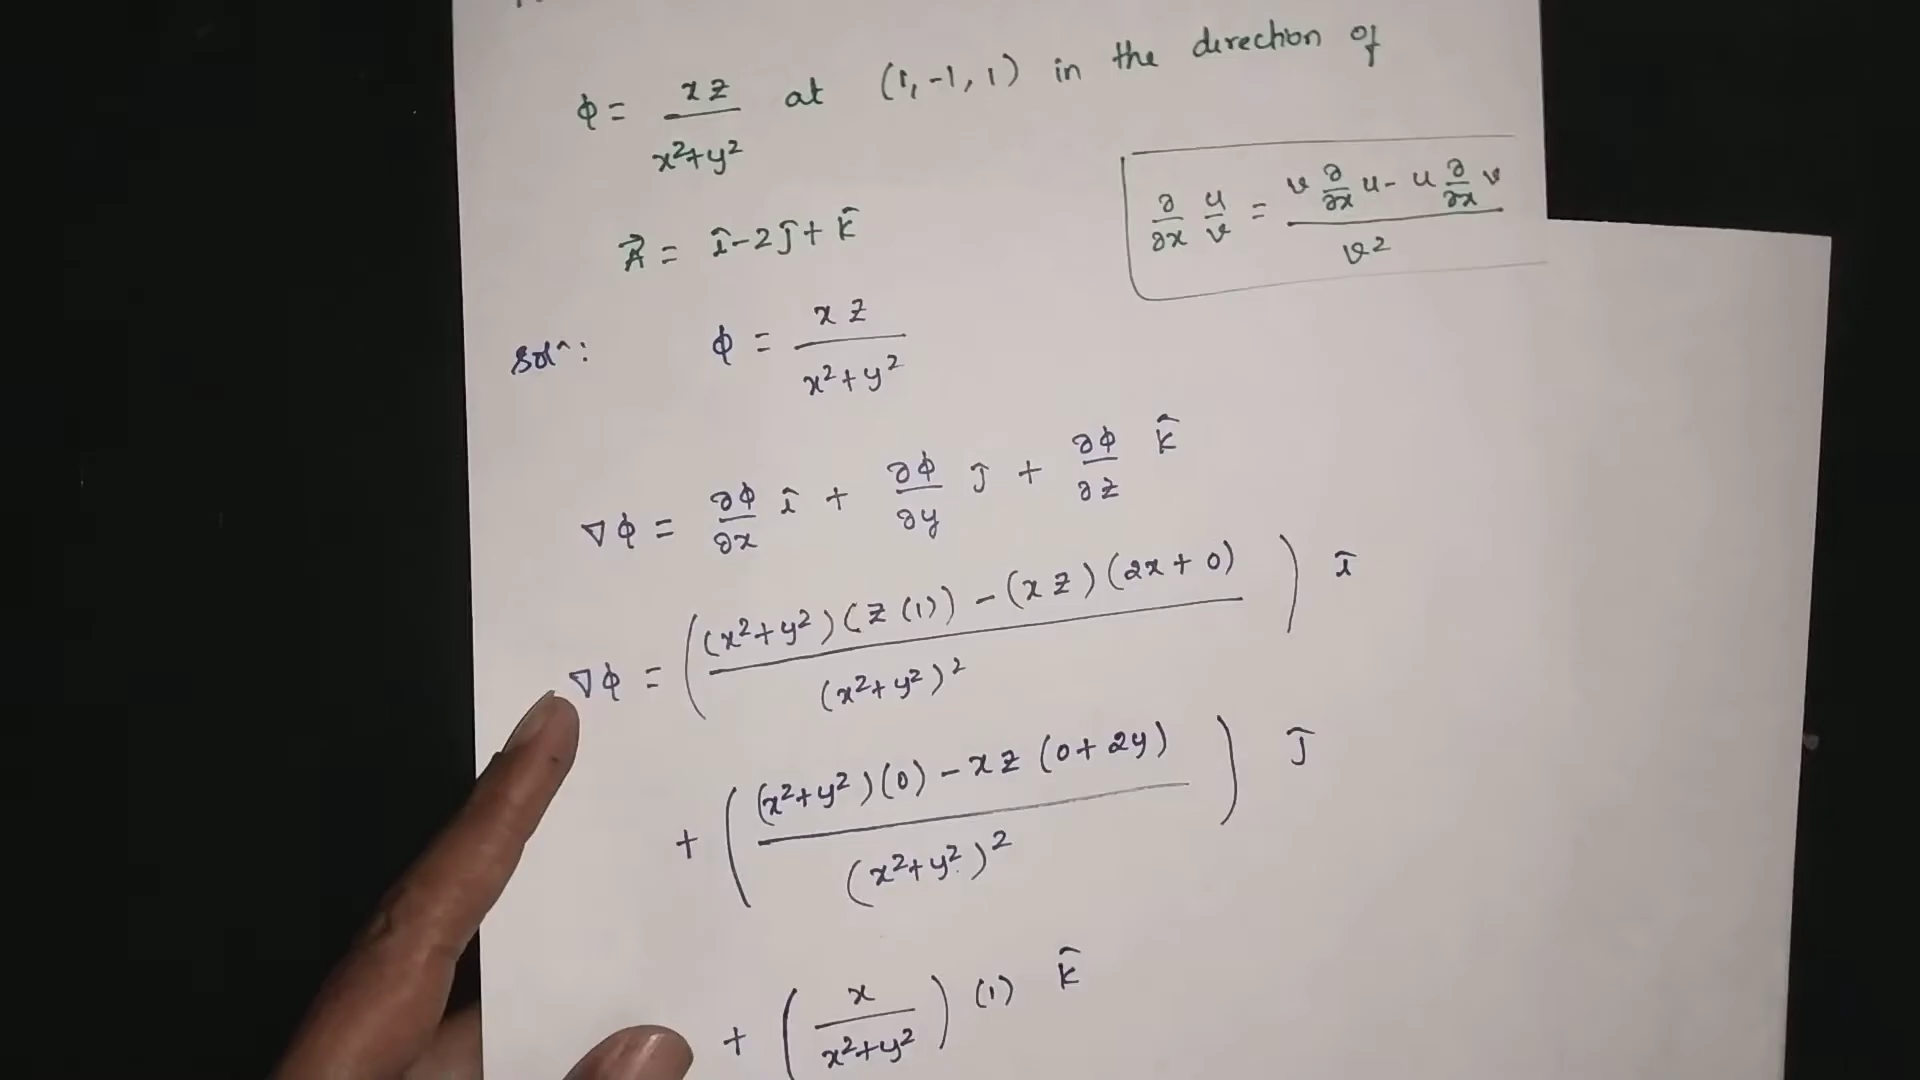 ϕ = xz / x²+y² at (1, -1, 1) in the direction of
∂/∂x u/v = (v ∂/∂x u - u ∂/∂x v) / v²
A⃗ = î - 2ĵ + k̂
solⁿ: ϕ = xz / x²+y²
∇ϕ = ∂ϕ/∂x î + ∂ϕ/∂y ĵ + ∂ϕ/∂z k̂
∇ϕ = ( (x²+y²)(z(1)) - (xz)(2x+0) / (x²+y²)² ) î
+ ( (x²+y²)(0) - xz(0+2y) / (x²+y²)² ) ĵ
+ ( x / x²+y² ) (1) k̂